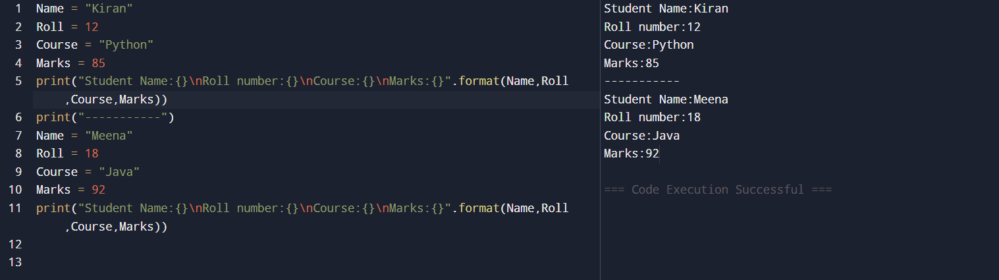 1 Name = "Kiran"
2 Roll = 12
3 Course = "Python"
4 Marks = 85
5 print("Student Name:{}\nRoll number:{}\nCourse:{}\nMarks:{}".format(Name,Roll
,Course,Marks))
6 print("-----------")
7 Name = "Meena"
8 Roll = 18
9 Course = "Java"
10 Marks = 92
11 print("Student Name:{}\nRoll number:{}\nCourse:{}\nMarks:{}".format(Name,Roll
,Course,Marks))
12
13
Student Name:Kiran
Roll number:12
Course:Python
Marks:85
-----------
Student Name:Meena
Roll number:18
Course:Java
Marks:92
=== Code Execution Successful ===